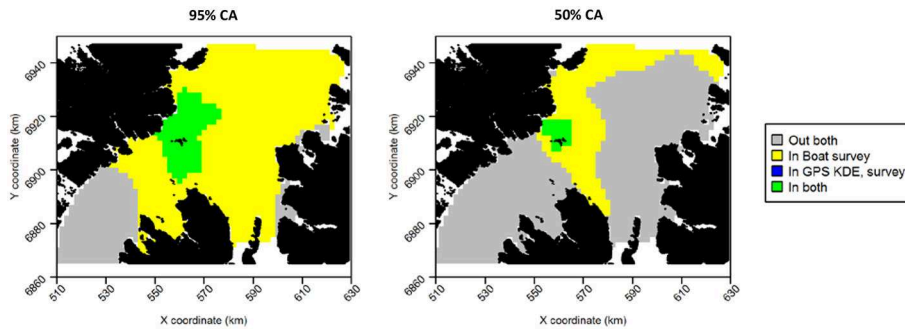 95% CA
50% CA
Y coordinate (km)
6940
6920
6900
6880
6860
510
530
550
570
590
610
630
X coordinate (km)
Y coordinate (km)
6940
6920
6900
6880
6860
510
530
550
570
590
610
630
X coordinate (km)
Out both
In Boat survey
In GPS KDE, survey
In both